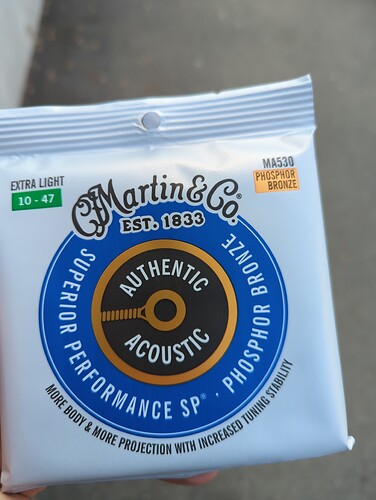 EXTRA LIGHT
10 - 47
MA530
PHOSPHOR
BRONZE
CF Martin & Co.®
EST. 1833
SUPERIOR PERFORMANCE SP® · PHOSPHOR BRONZE
AUTHENTIC
ACOUSTIC
MORE BODY & MORE PROJECTION WITH INCREASED TUNING STABILITY